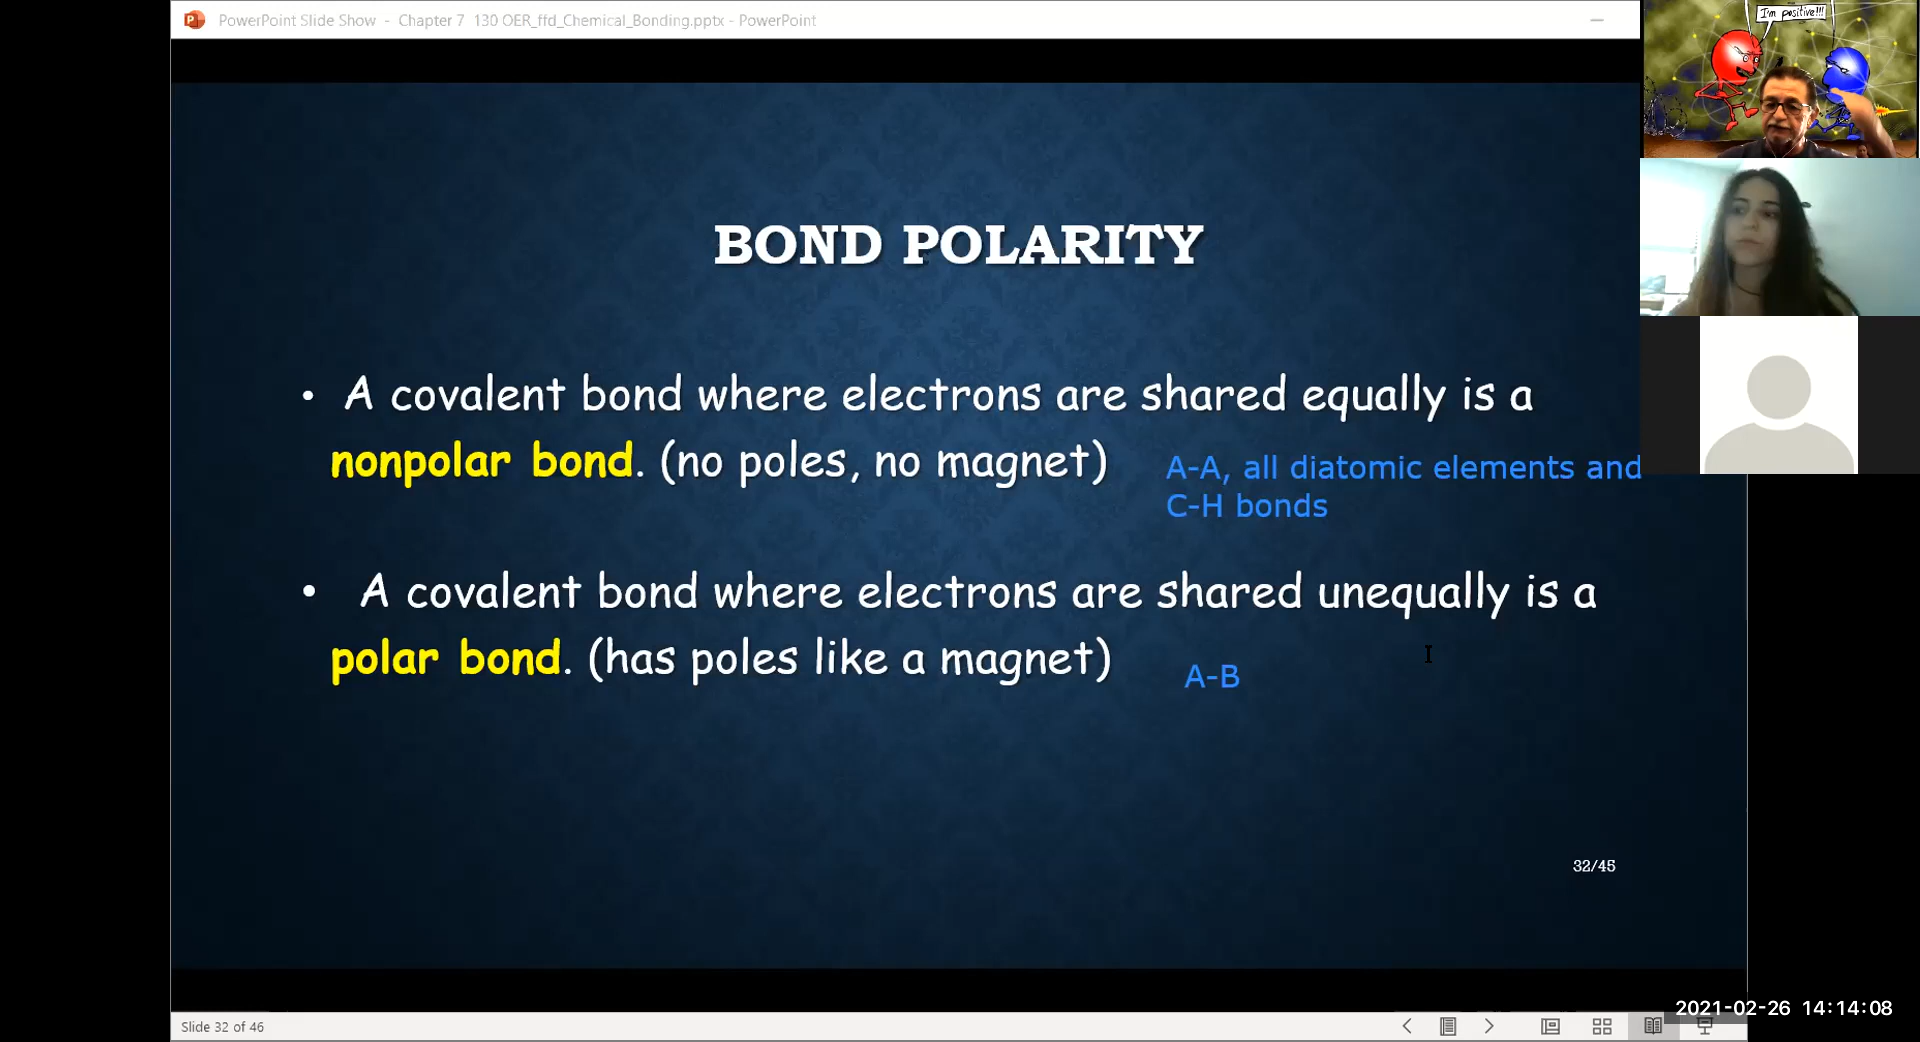 PowerPoint Slide Show - Chapter 7 130 OER_ffd_Chemical_Bonding.pptx - PowerPoint
I'm positive!!!
BOND POLARITY
• A covalent bond where electrons are shared equally is a
nonpolar bond. (no poles, no magnet)
A-A, all diatomic elements and
C-H bonds
• A covalent bond where electrons are shared unequally is a
polar bond. (has poles like a magnet)
A-B
32/45
2021-02-26 14:14:08
Slide 32 of 46